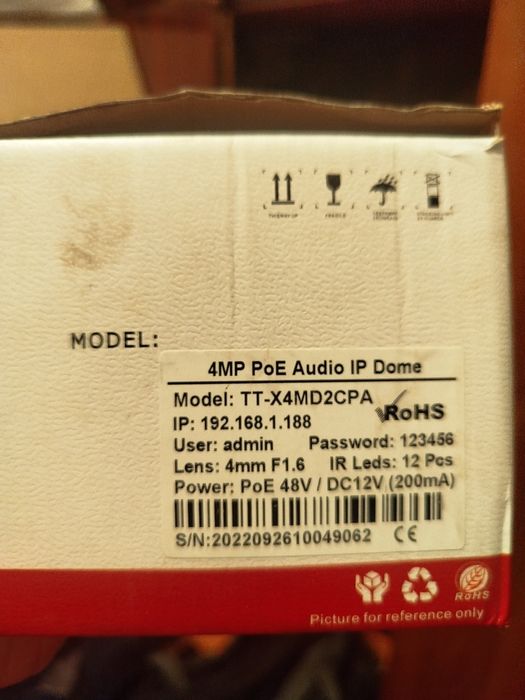 MODEL:
4MP PoE Audio IP Dome
Model: TT-X4MD2CPA
RoHS
IP: 192.168.1.188
User: admin Password: 123456
Lens: 4mm F1.6 IR Leds: 12 Pcs
Power: PoE 48V / DC12V (200mA)
S/N:2022092610049062 CE
RoHS
Picture for reference only